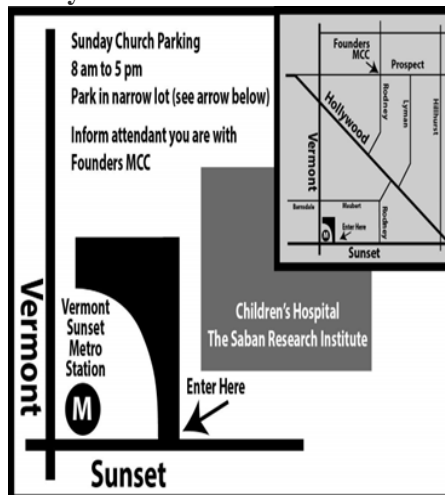 Sunday Church Parking
8 am to 5 pm
Park in narrow lot (see arrow below)
Inform attendant you are with
Founders MCC
Founders
MCC
Prospect
Rodney
Lyman
Hillhurst
Hollywood
Vermont
Barnsdale
Maubert
Rodney
Enter Here
M
Sunset
Vermont
Vermont
Sunset
Metro
Station
M
Children's Hospital
The Saban Research Institute
Enter Here
Sunset